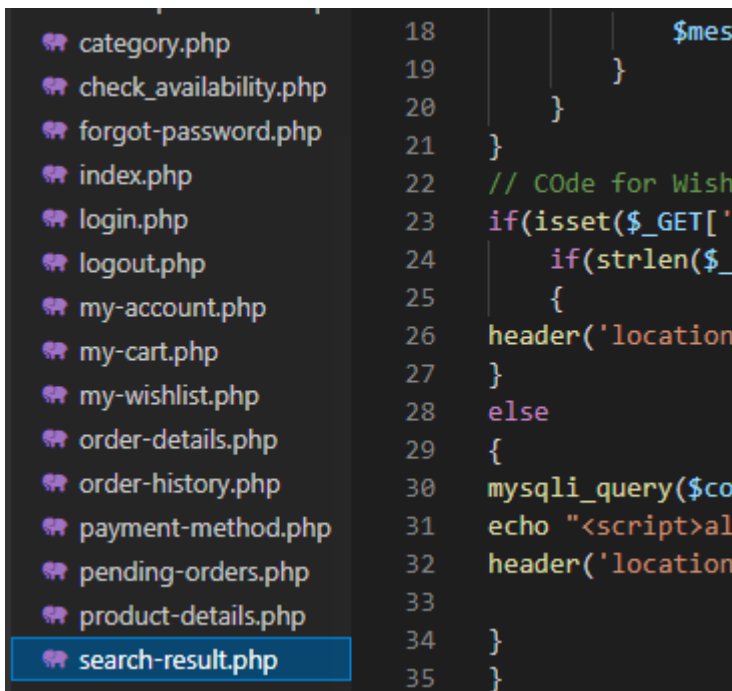 category.php
check_availability.php
forgot-password.php
index.php
login.php
logout.php
my-account.php
my-cart.php
my-wishlist.php
order-details.php
order-history.php
payment-method.php
pending-orders.php
product-details.php
search-result.php
18 $mes
19 }
20 }
21 }
22 // COde for Wish
23 if(isset($_GET['
24 if(strlen($_
25 {
26 header('location
27 }
28 else
29 {
30 mysqli_query($co
31 echo "<script>al
32 header('location
33
34 }
35 }